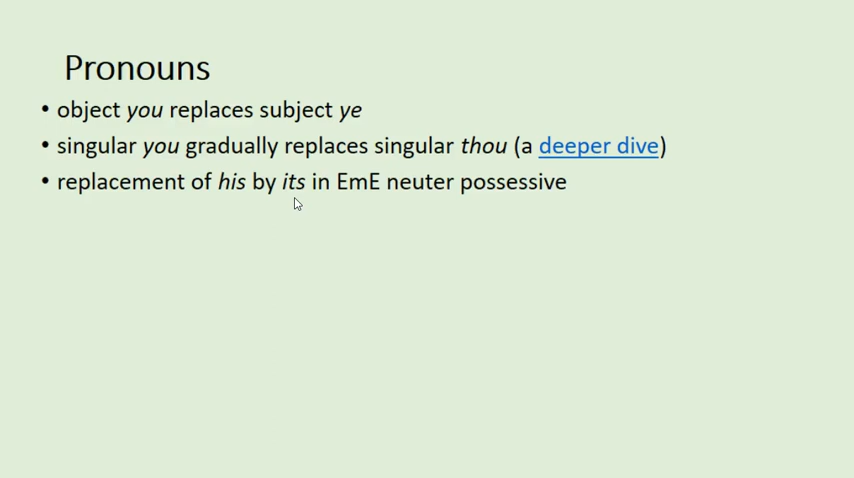 Pronouns
• object you replaces subject ye
• singular you gradually replaces singular thou (a deeper dive)
• replacement of his by its in EmE neuter possessive